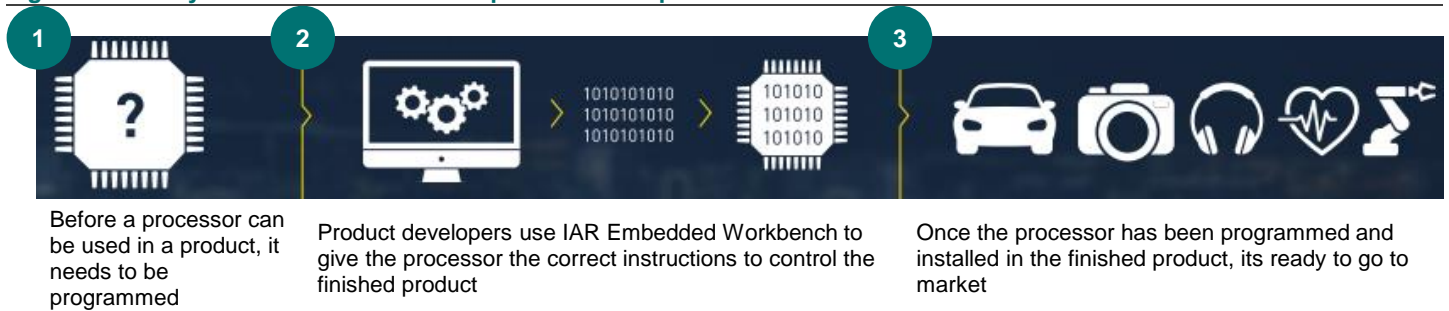 1
2
3
?
1010101010
1010101010
1010101010
101010
101010
101010
Before a processor can
be used in a product, it
needs to be
programmed
Product developers use IAR Embedded Workbench to
give the processor the correct instructions to control the
finished product
Once the processor has been programmed and
installed in the finished product, its ready to go to
market